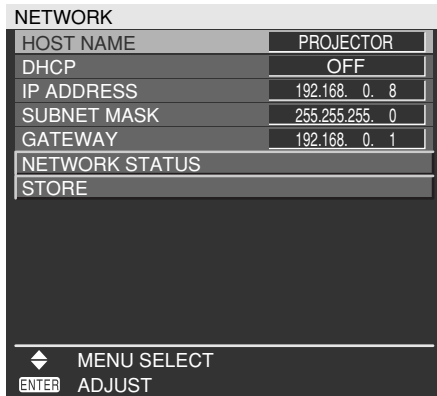 NETWORK
HOST NAME PROJECTOR
DHCP OFF
IP ADDRESS 192.168. 0. 8
SUBNET MASK 255.255.255. 0
GATEWAY 192.168. 0. 1
NETWORK STATUS
STORE
MENU SELECT
ENTER ADJUST